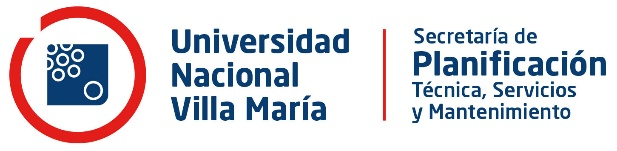 Universidad
Nacional
Villa María
Secretaría de
Planificación
Técnica, Servicios
y Mantenimiento